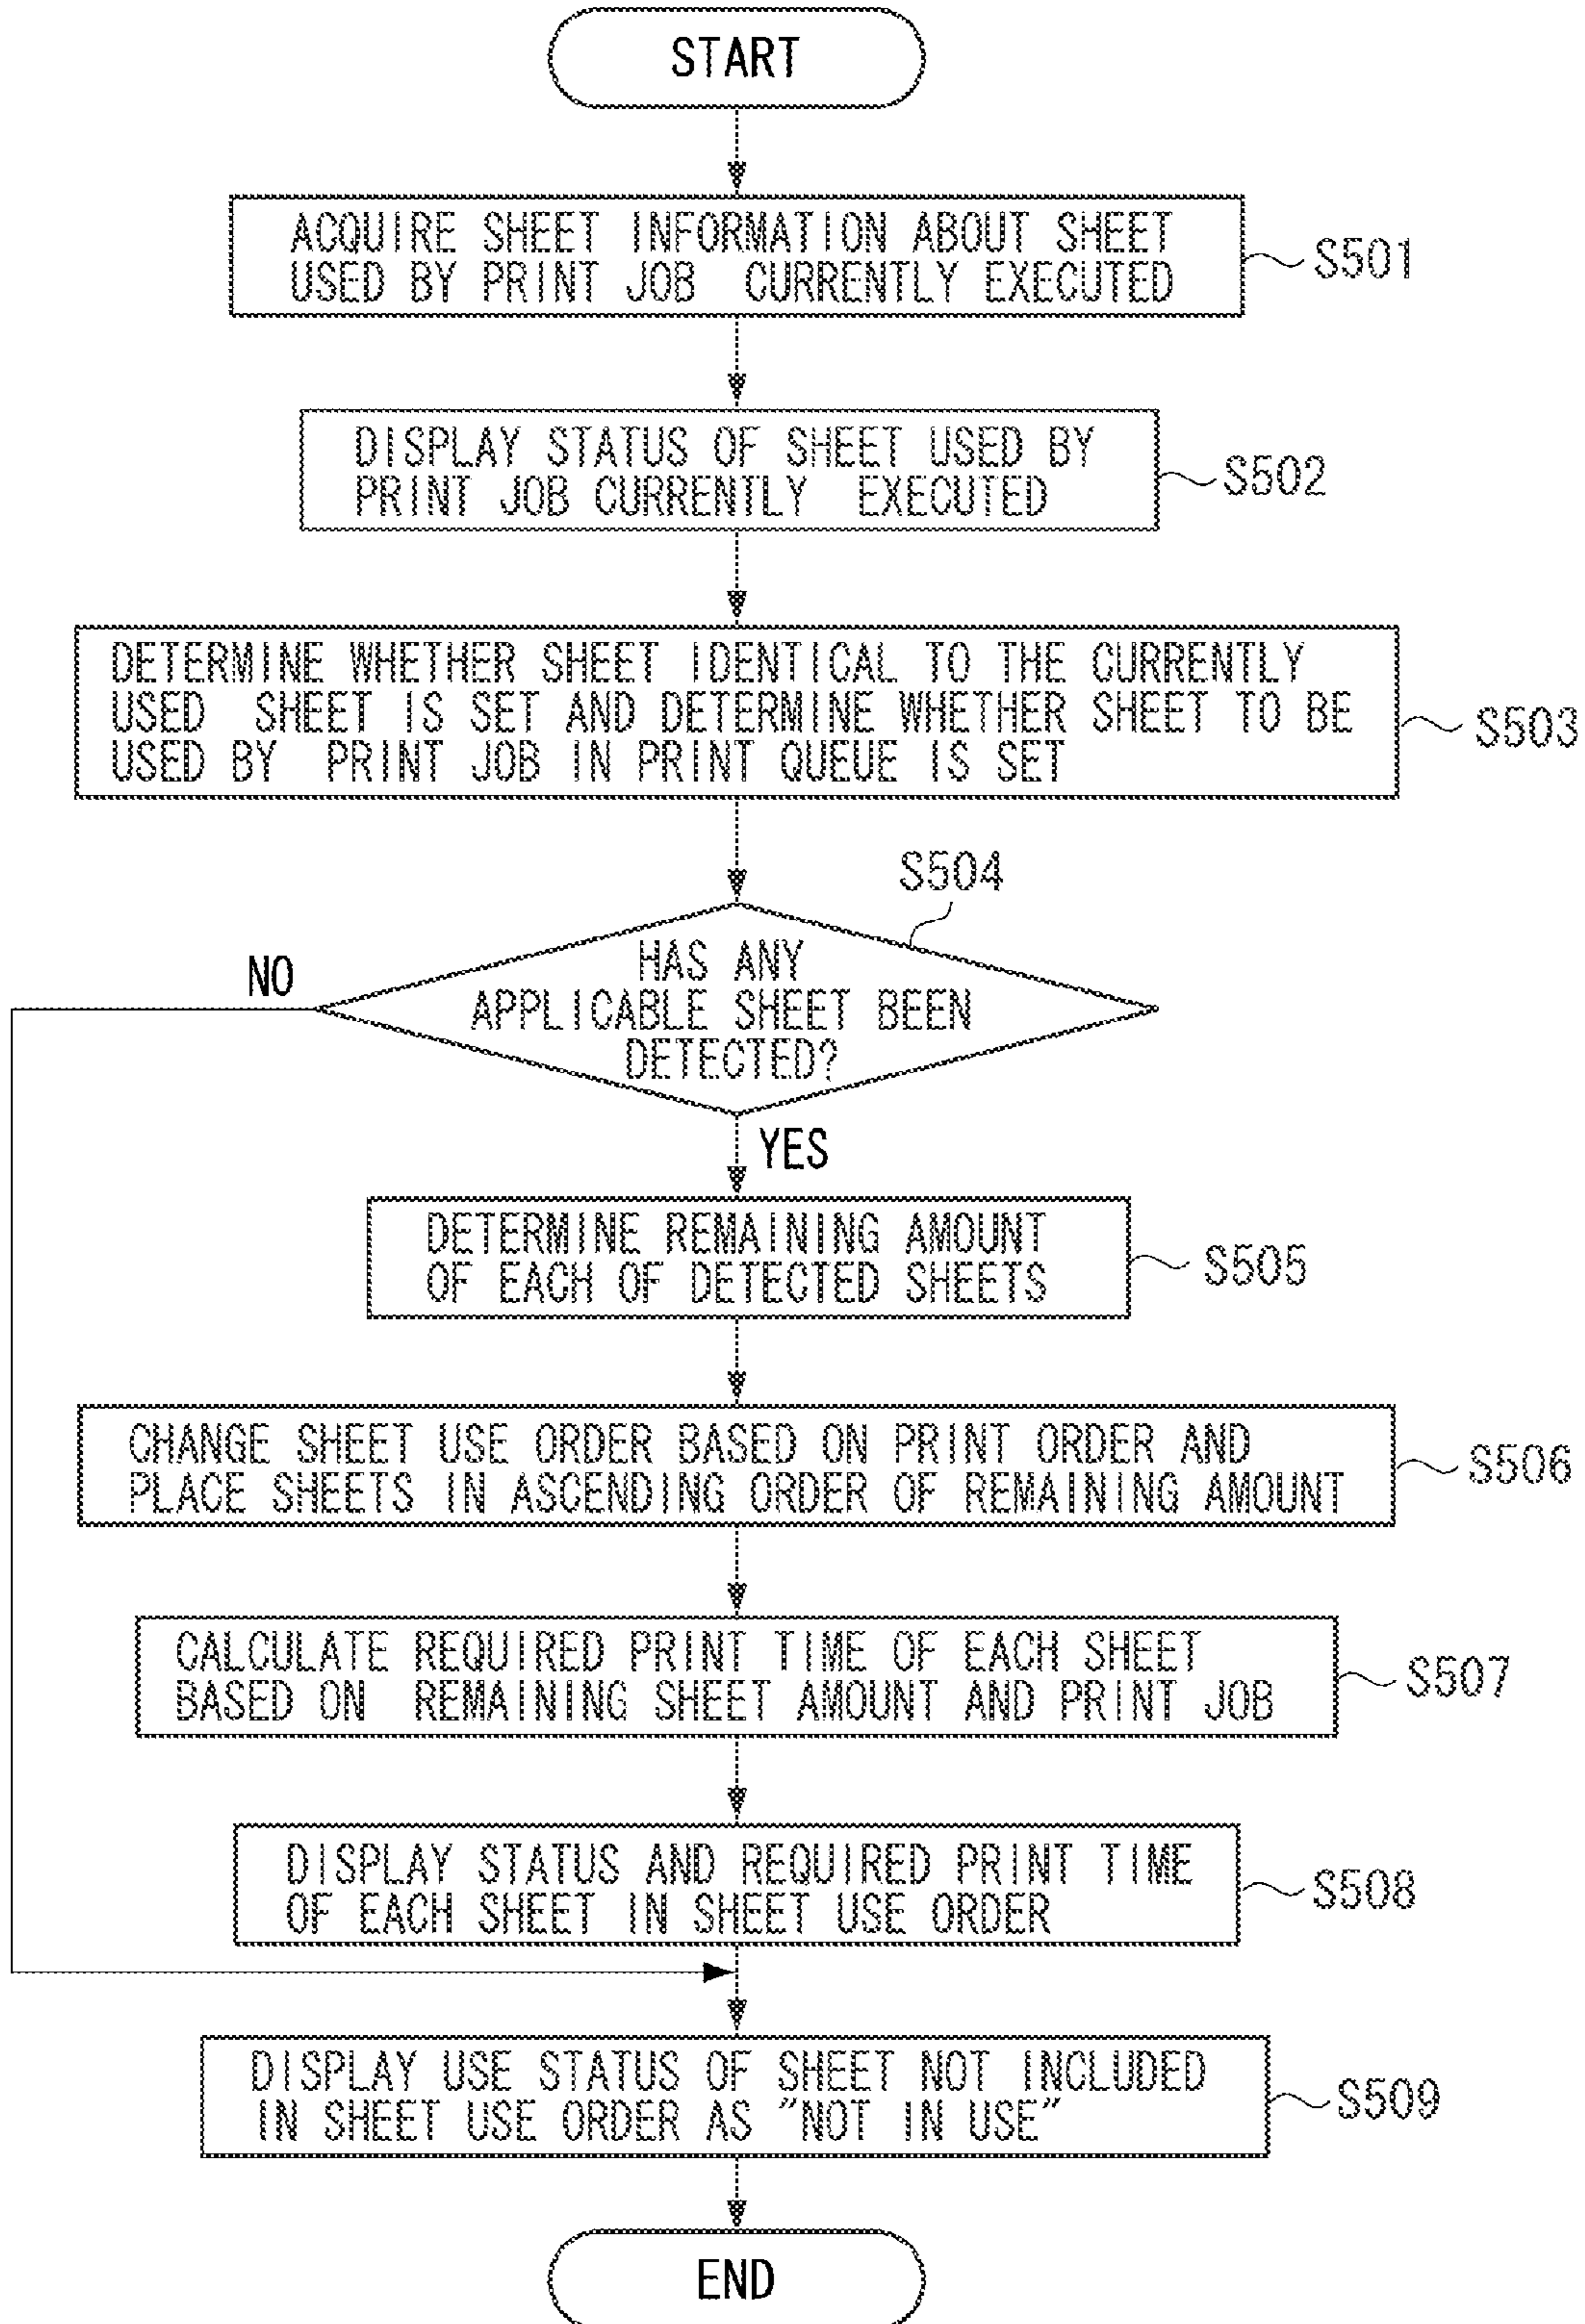 START
ACQUIRE SHEET INFORMATION ABOUT SHEET
USED BY PRINT JOB CURRENTLY EXECUTED
S501
DISPLAY STATUS OF SHEET USED BY
PRINT JOB CURRENTLY EXECUTED
S502
DETERMINE WHETHER SHEET IDENTICAL TO THE CURRENTLY
USED SHEET IS SET AND DETERMINE WHETHER SHEET TO BE
USED BY PRINT JOB IN PRINT QUEUE IS SET
S503
S504
HAS ANY
APPLICABLE SHEET BEEN
DETECTED?
NO
YES
DETERMINE REMAINING AMOUNT
OF EACH OF DETECTED SHEETS
S505
CHANGE SHEET USE ORDER BASED ON PRINT ORDER AND
PLACE SHEETS IN ASCENDING ORDER OF REMAINING AMOUNT
S506
CALCULATE REQUIRED PRINT TIME OF EACH SHEET
BASED ON REMAINING SHEET AMOUNT AND PRINT JOB
S507
DISPLAY STATUS AND REQUIRED PRINT TIME
OF EACH SHEET IN SHEET USE ORDER
S508
DISPLAY USE STATUS OF SHEET NOT INCLUDED
IN SHEET USE ORDER AS "NOT IN USE"
S509
END